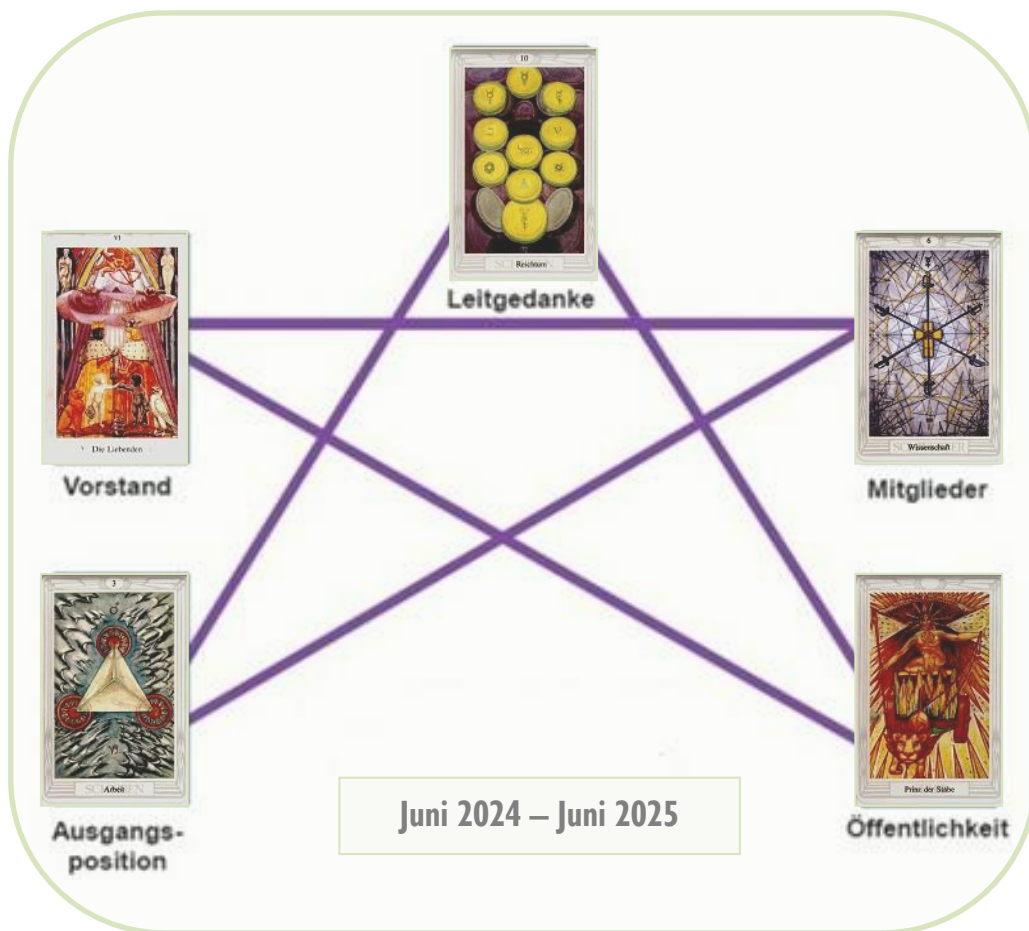 10
Reichtum
Leitgedanke
VI
Die Liebenden
Vorstand
6
Wissenschaft
Mitglieder
3
Arbeit
Ausgangs-
position
Prinz der Stäbe
Öffentlichkeit
Juni 2024 – Juni 2025